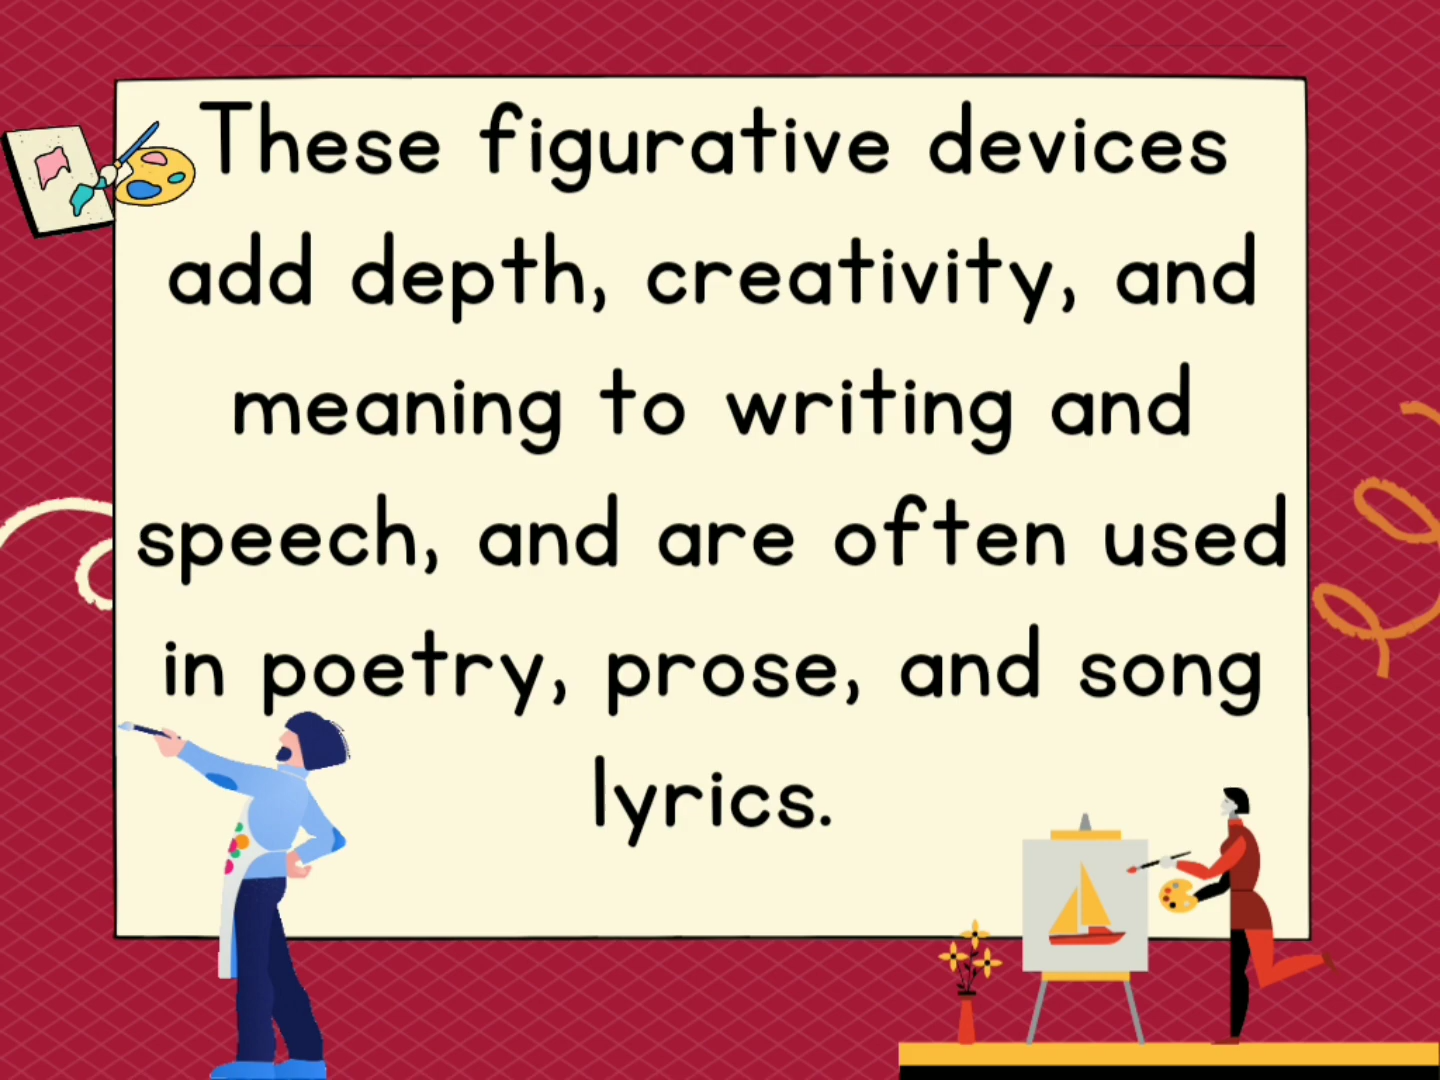 These figurative devices
add depth, creativity, and
meaning to writing and
speech, and are often used
in poetry, prose, and song
lyrics.